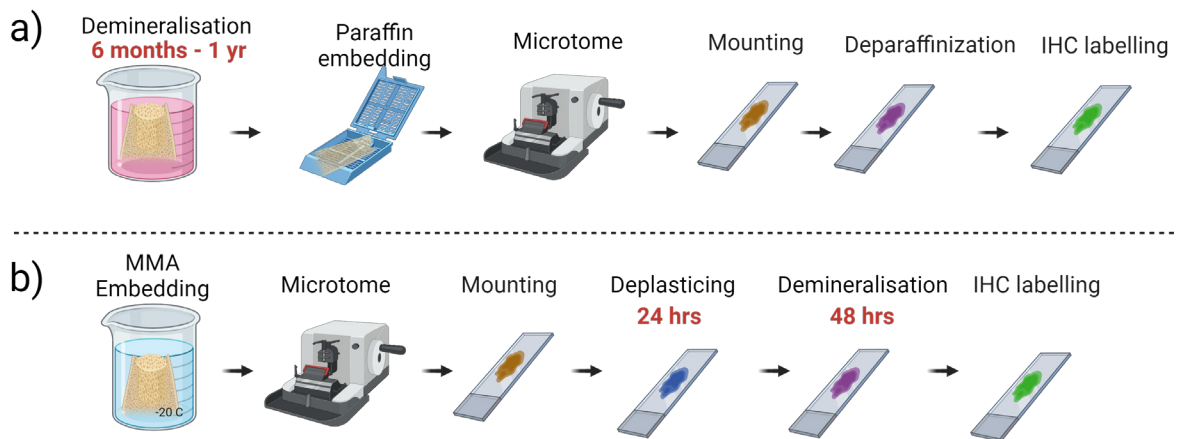 a)
Demineralisation
6 months - 1 yr
Paraffin
embedding
Microtome
Mounting
Deparaffinization
IHC labelling
b)
MMA
Embedding
-20 C
Microtome
Mounting
Deplasticing
24 hrs
Demineralisation
48 hrs
IHC labelling